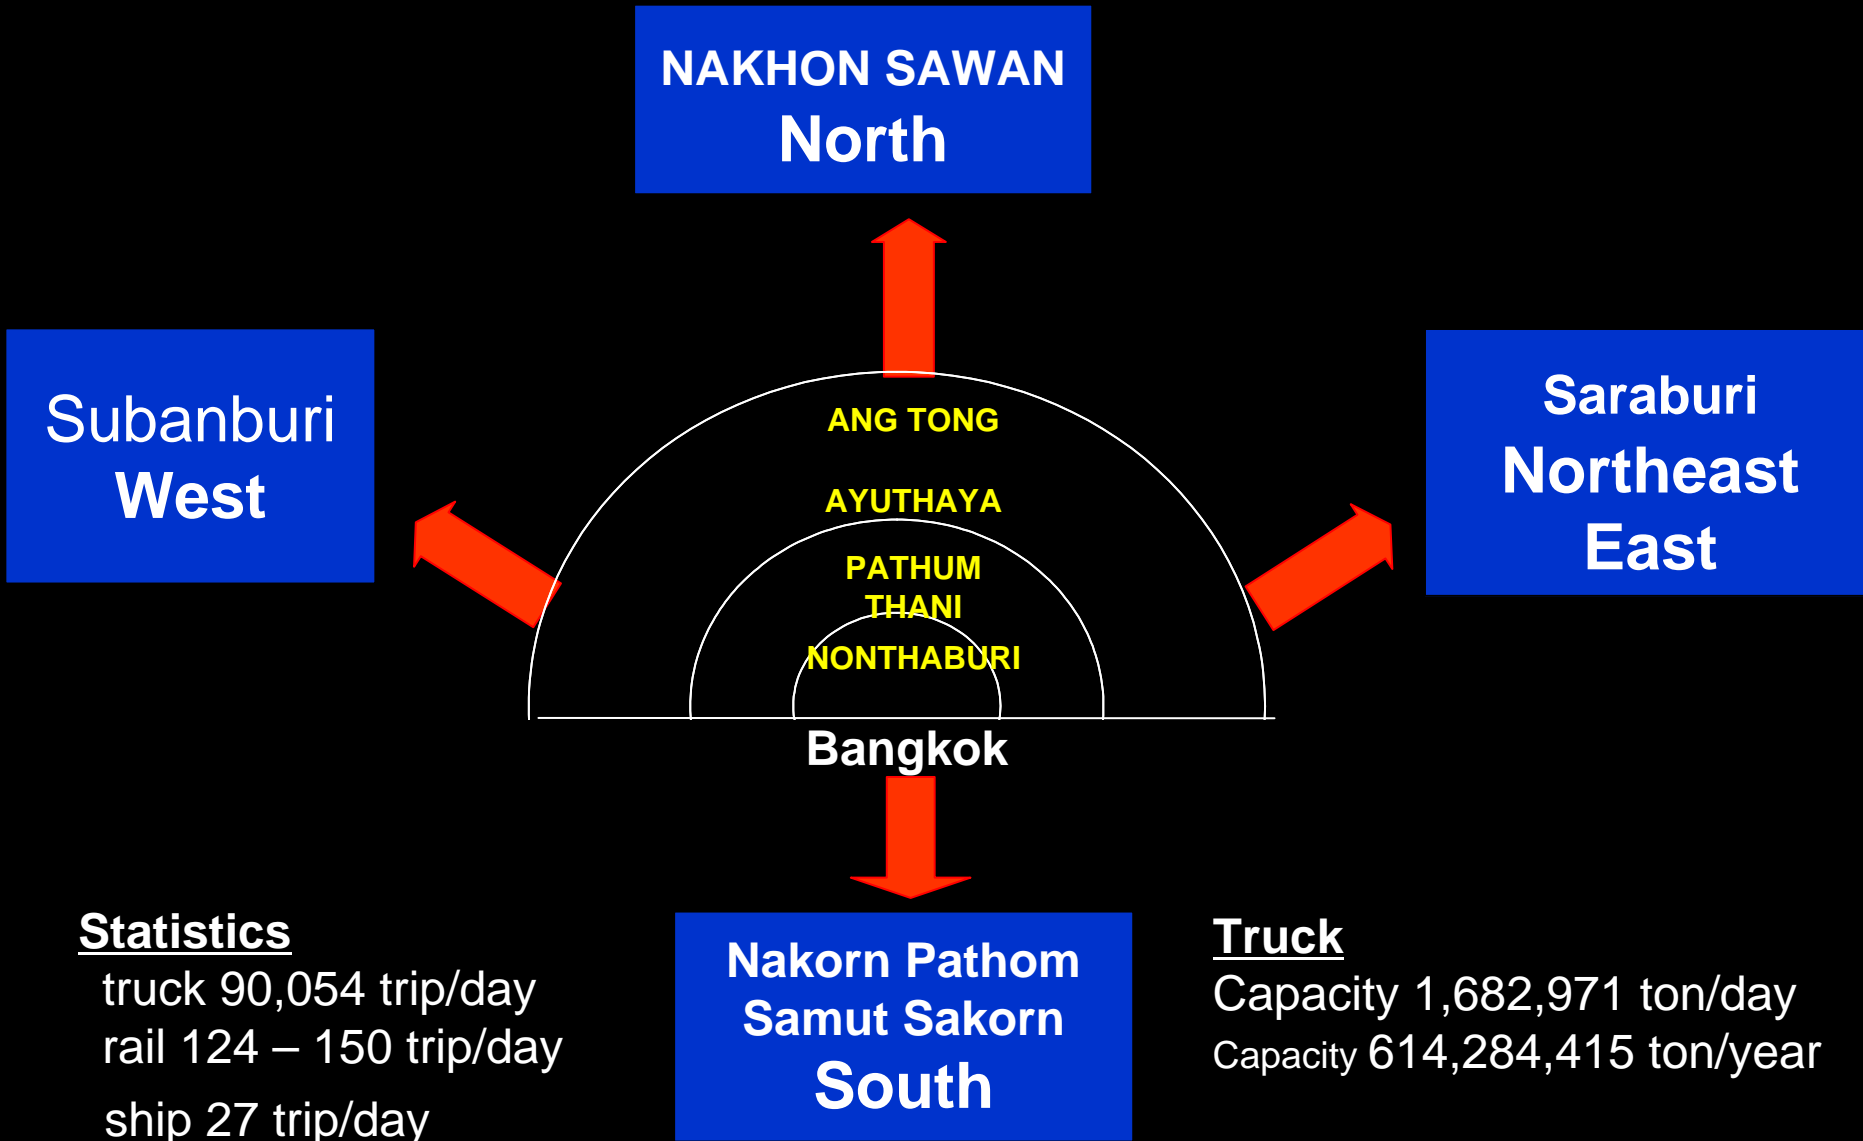 NAKHON SAWAN
North
Subanburi
West
Saraburi
Northeast
East
ANG TONG
AYUTHAYA
PATHUM
THANI
NONTHABURI
Bangkok
Statistics
truck 90,054 trip/day
rail 124 – 150 trip/day
ship 27 trip/day
Nakorn Pathom
Samut Sakorn
South
Truck
Capacity 1,682,971 ton/day
Capacity 614,284,415 ton/year